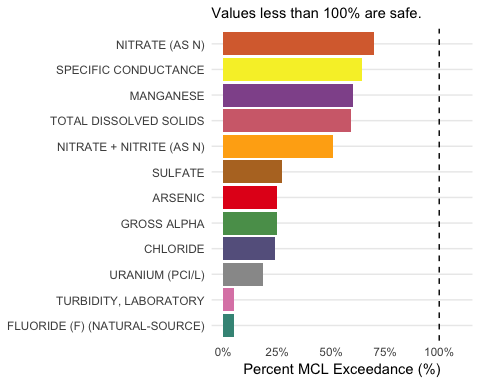 Values less than 100% are safe.
NITRATE (AS N)
SPECIFIC CONDUCTANCE
MANGANESE
TOTAL DISSOLVED SOLIDS
NITRATE + NITRITE (AS N)
SULFATE
ARSENIC
GROSS ALPHA
CHLORIDE
URANIUM (PCI/L)
TURBIDITY, LABORATORY
FLUORIDE (F) (NATURAL-SOURCE)
0% 25% 50% 75% 100%
Percent MCL Exceedance (%)